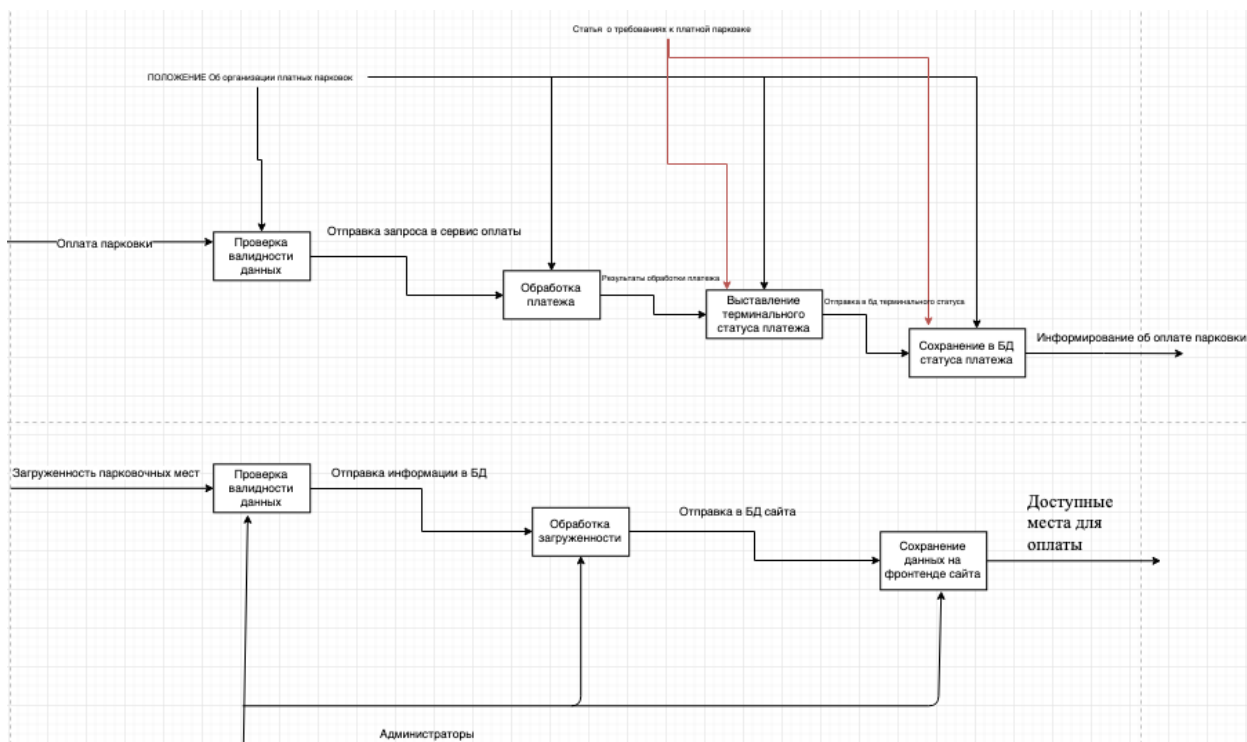 Статья о требованиях к платной парковке
ПОЛОЖЕНИЕ Об организации платных парковок
Оплата парковки
Проверка
валидности
данных
Отправка запроса в сервис оплаты
Обработка
платежа
Результаты обработки платежа
Выставление
терминального
статуса платежа
Отправка в бд терминального статуса
Сохранение в БД
статуса платежа
Информирование об оплате парковки
Загруженность парковочных мест
Проверка
валидности
данных
Отправка информации в БД
Обработка
загруженности
Отправка в БД сайта
Сохранение
данных на
фронтенде сайта
Доступные
места для
оплаты
Администраторы